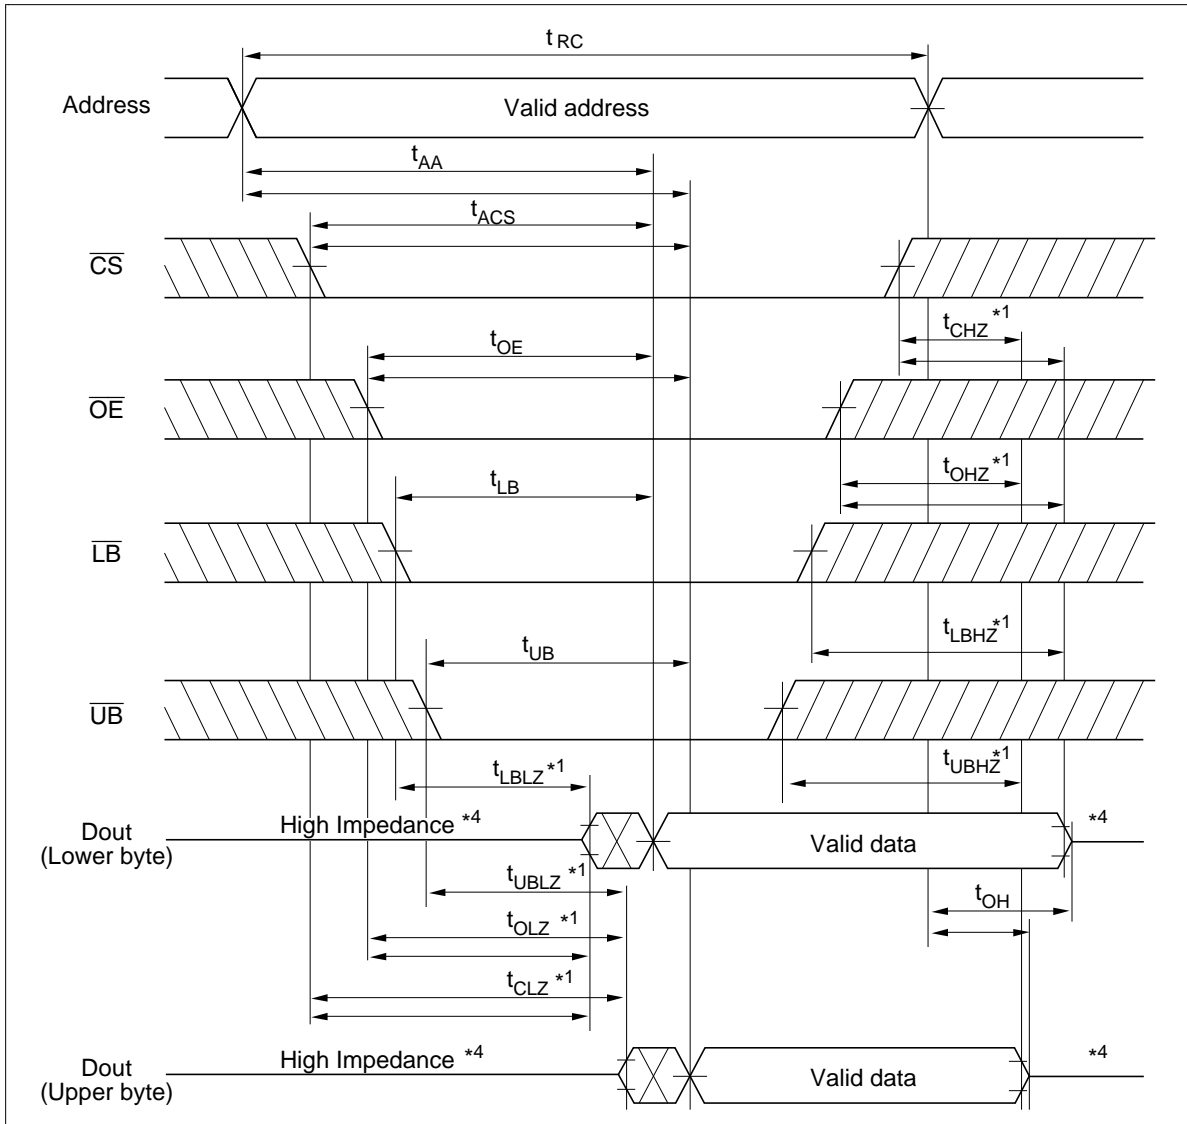 tRC
Address
Valid address
tAA
tACS
CS
tCHZ *1
tOE
OE
tOHZ *1
tLB
LB
tLBHZ *1
tUB
UB
tUBHZ *1
tLBLZ *1
High Impedance *4
*4
Dout
(Lower byte)
Valid data
tUBLZ *1
tOH
tOLZ *1
tCLZ *1
High Impedance *4
*4
Dout
(Upper byte)
Valid data